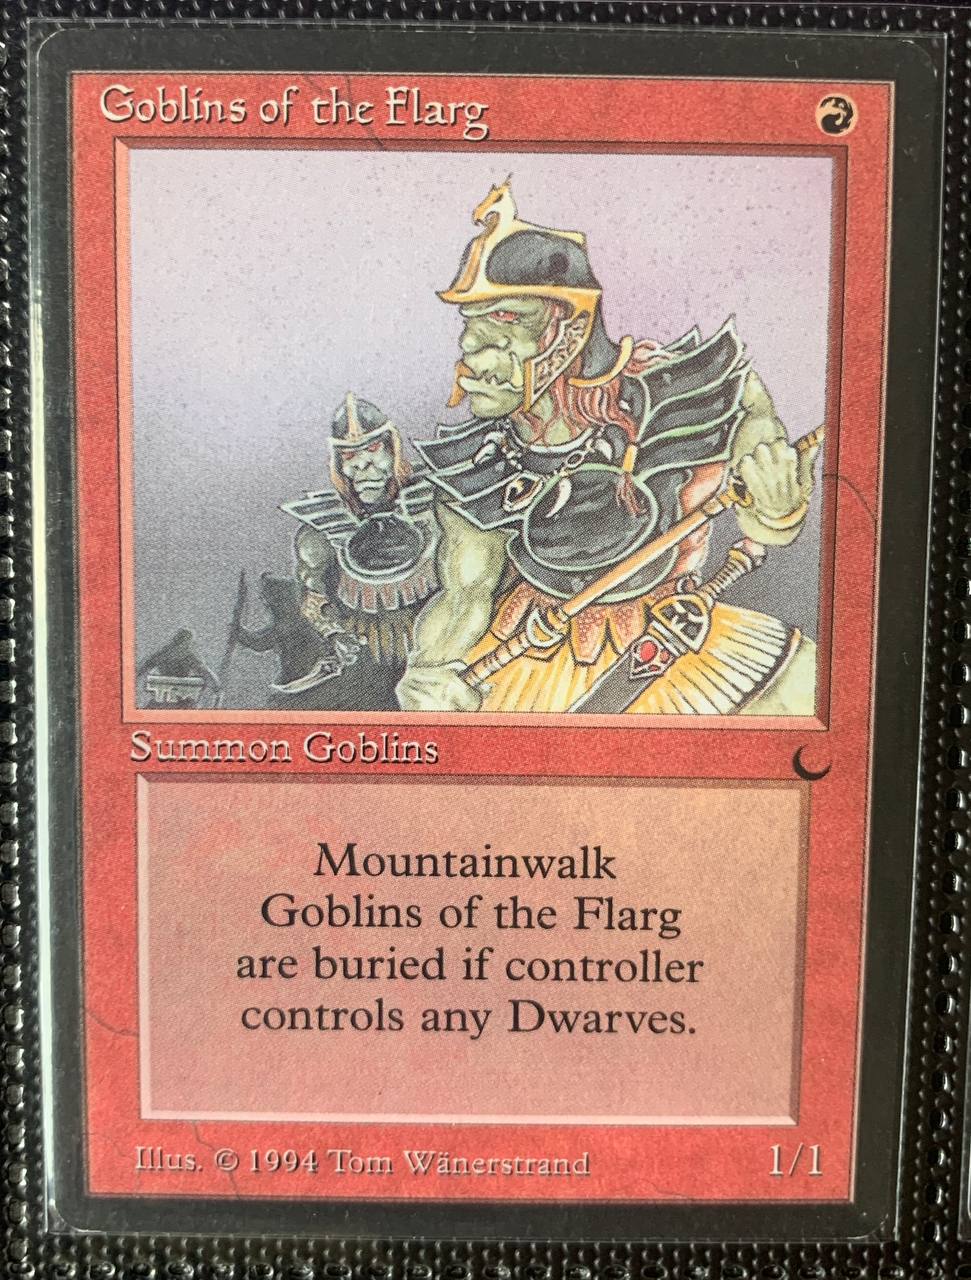 Goblins of the Flarg
Summon Goblins
Mountainwalk
Goblins of the Flarg
are buried if controller
controls any Dwarves.
Illus. © 1994 Tom Wänerstrand
1/1